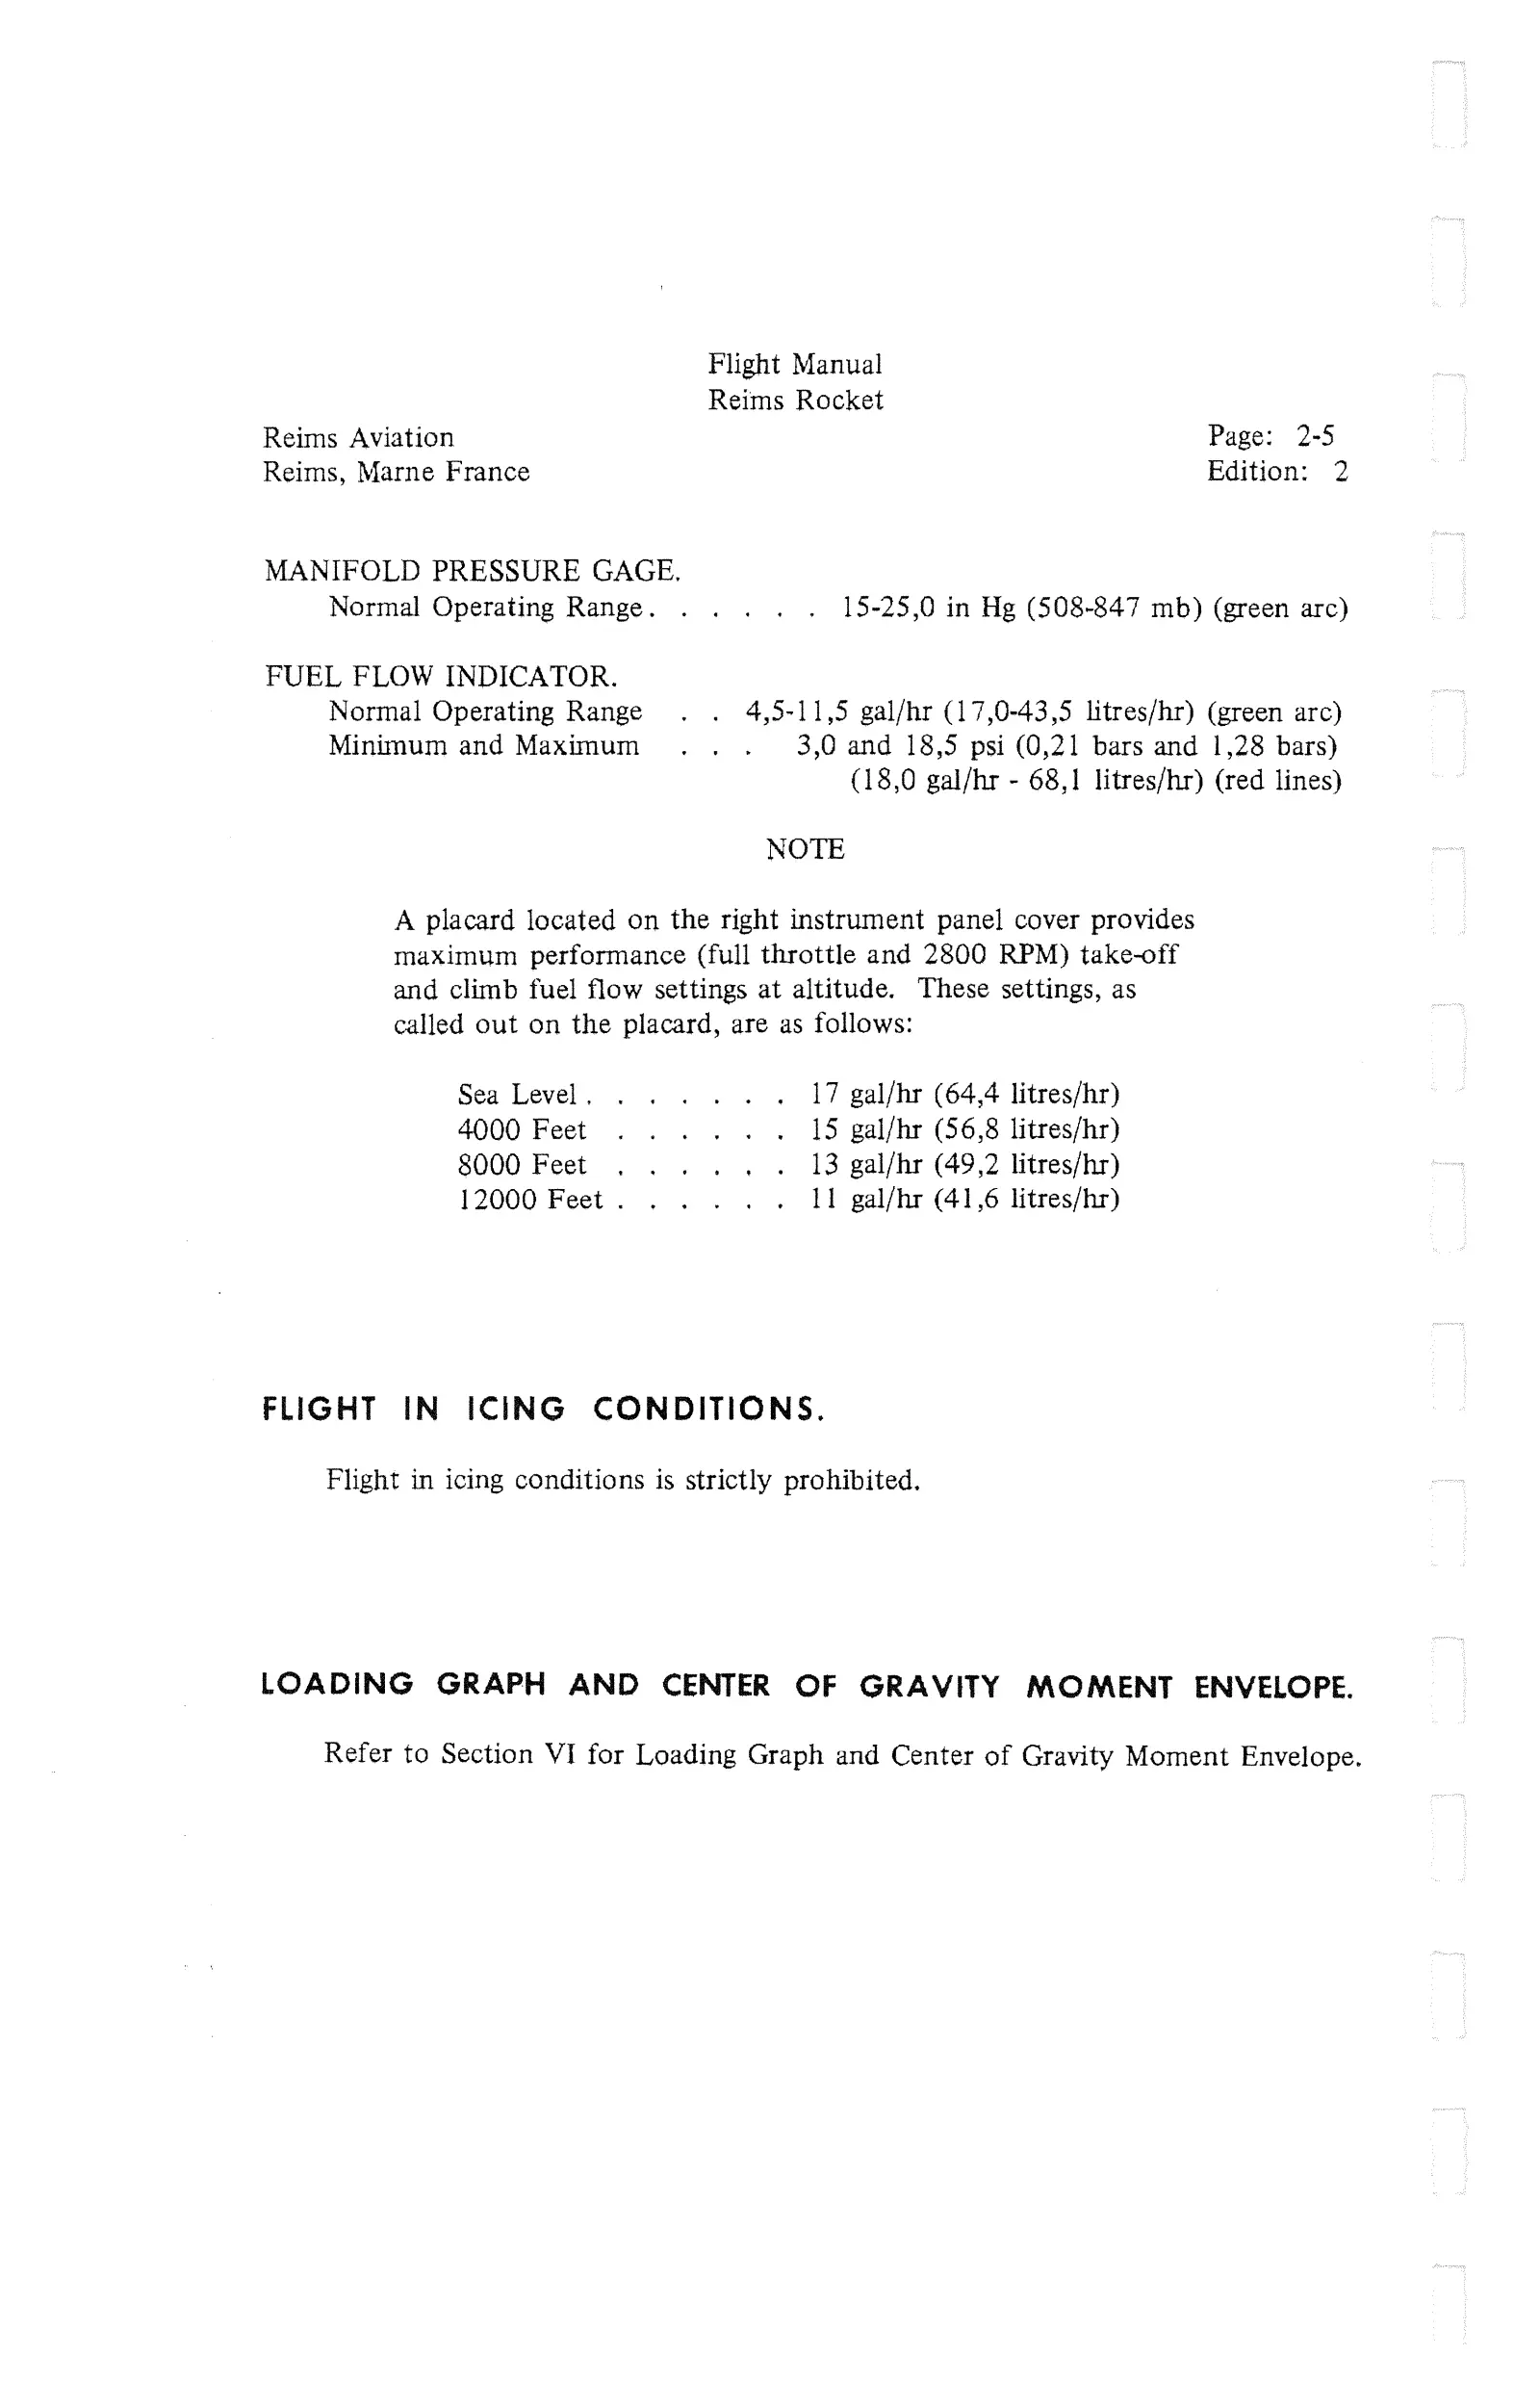 Flight Manual
Reims Rocket
Reims Aviation Page: 2-5
Reims, Marne France Edition: 2
MANIFOLD PRESSURE GAGE.
Normal Operating Range. . . . . . 15-25,0 in Hg (508-847 mb) (green arc)
FUEL FLOW INDICATOR.
Normal Operating Range . . 4,5-11,5 gal/hr (17,0-43,5 litres/hr) (green arc)
Minimum and Maximum . . . 3,0 and 18,5 psi (0,21 bars and 1,28 bars)
(18,0 gal/hr - 68,1 litres/hr) (red lines)
NOTE
A placard located on the right instrument panel cover provides
maximum performance (full throttle and 2800 RPM) take-off
and climb fuel flow settings at altitude. These settings, as
called out on the placard, are as follows:
Sea Level . . . . . . . 17 gal/hr (64,4 litres/hr)
4000 Feet . . . . . . 15 gal/hr (56,8 litres/hr)
8000 Feet . . . . . . 13 gal/hr (49,2 litres/hr)
12000 Feet . . . . . . 11 gal/hr (41,6 litres/hr)
FLIGHT IN ICING CONDITIONS.
Flight in icing conditions is strictly prohibited.
LOADING GRAPH AND CENTER OF GRAVITY MOMENT ENVELOPE.
Refer to Section VI for Loading Graph and Center of Gravity Moment Envelope.